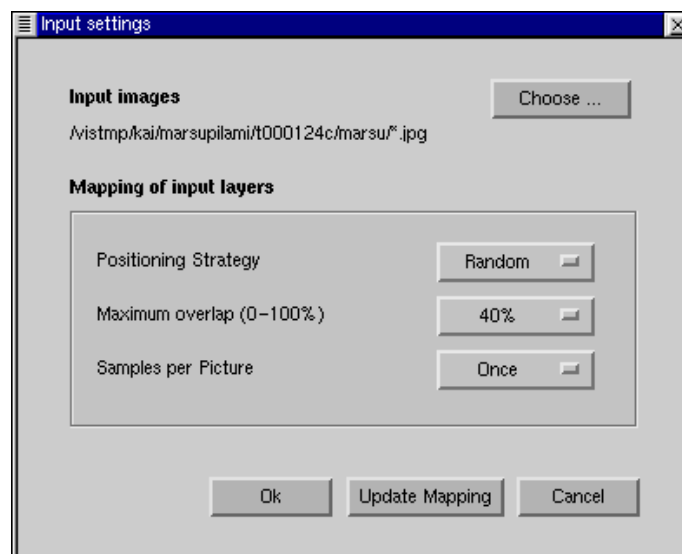 Input settings
Input images
Choose ...
/vistmp/kai/marsupilami/t000124c/marsu/*.jpg
Mapping of input layers
Positioning Strategy
Random
Maximum overlap (0-100%)
40%
Samples per Picture
Once
Ok
Update Mapping
Cancel